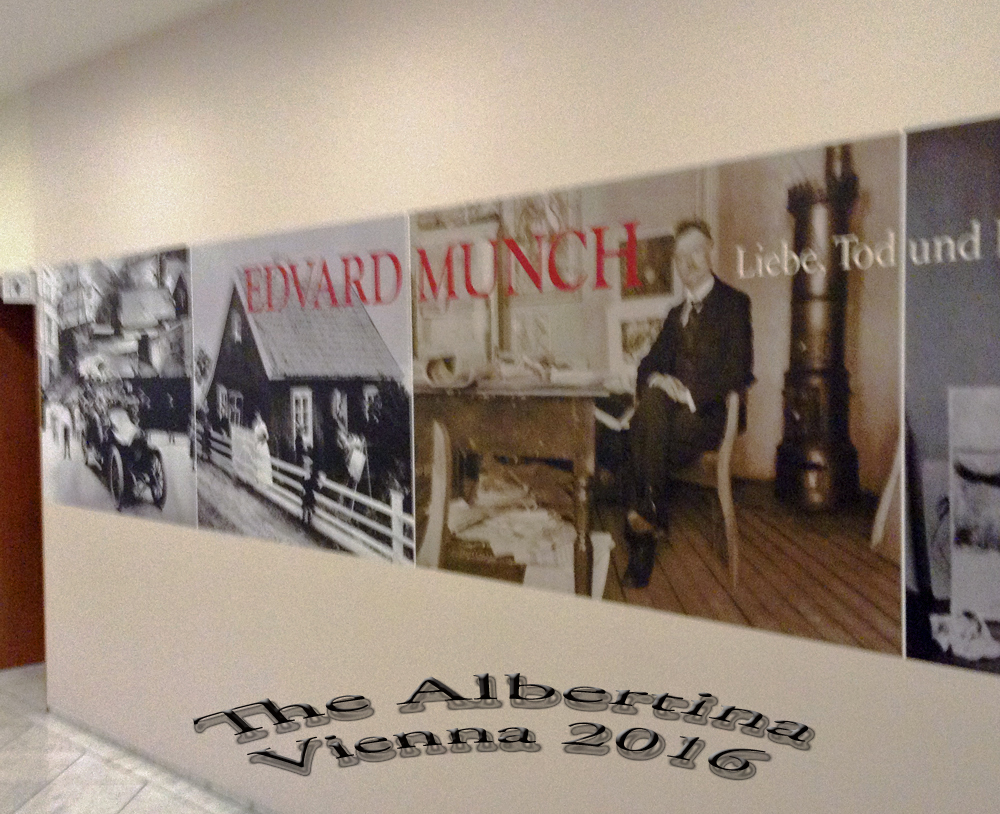 EDVARD MUNCH
Liebe, Tod und
The Albertina
Vienna 2016